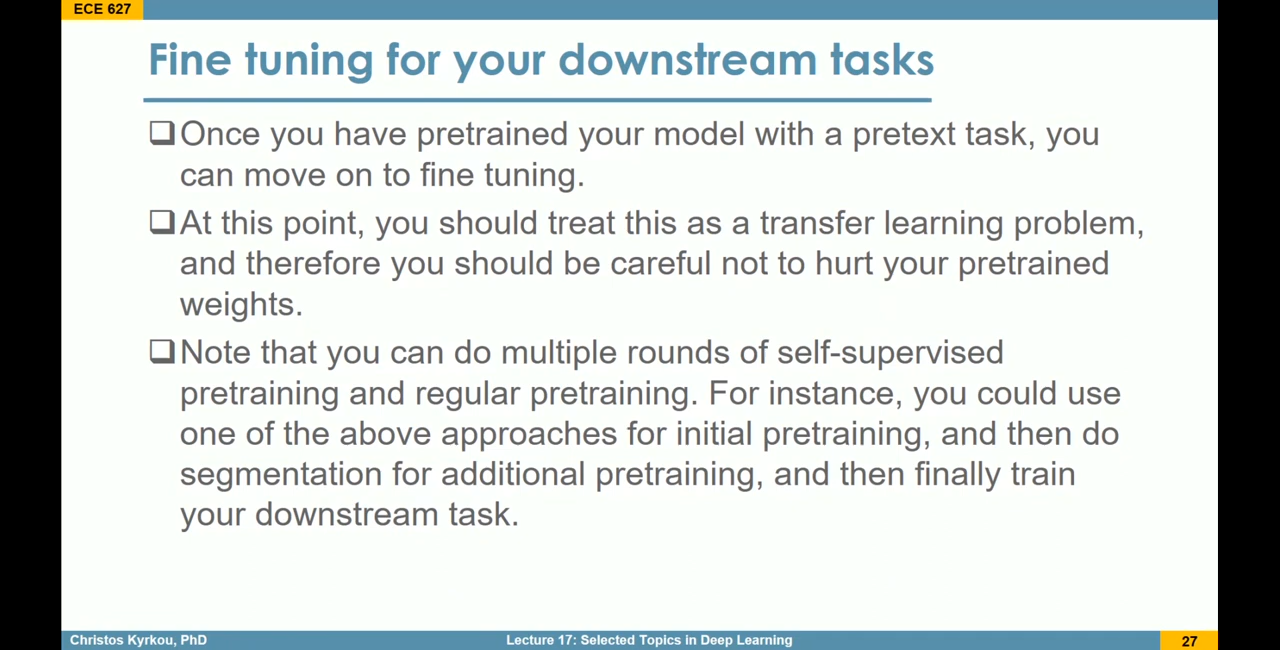 ECE 627
Fine tuning for your downstream tasks
❑Once you have pretrained your model with a pretext task, you
can move on to fine tuning.
❑At this point, you should treat this as a transfer learning problem,
and therefore you should be careful not to hurt your pretrained
weights.
❑Note that you can do multiple rounds of self-supervised
pretraining and regular pretraining. For instance, you could use
one of the above approaches for initial pretraining, and then do
segmentation for additional pretraining, and then finally train
your downstream task.
Christos Kyrkou, PhD
Lecture 17: Selected Topics in Deep Learning
27